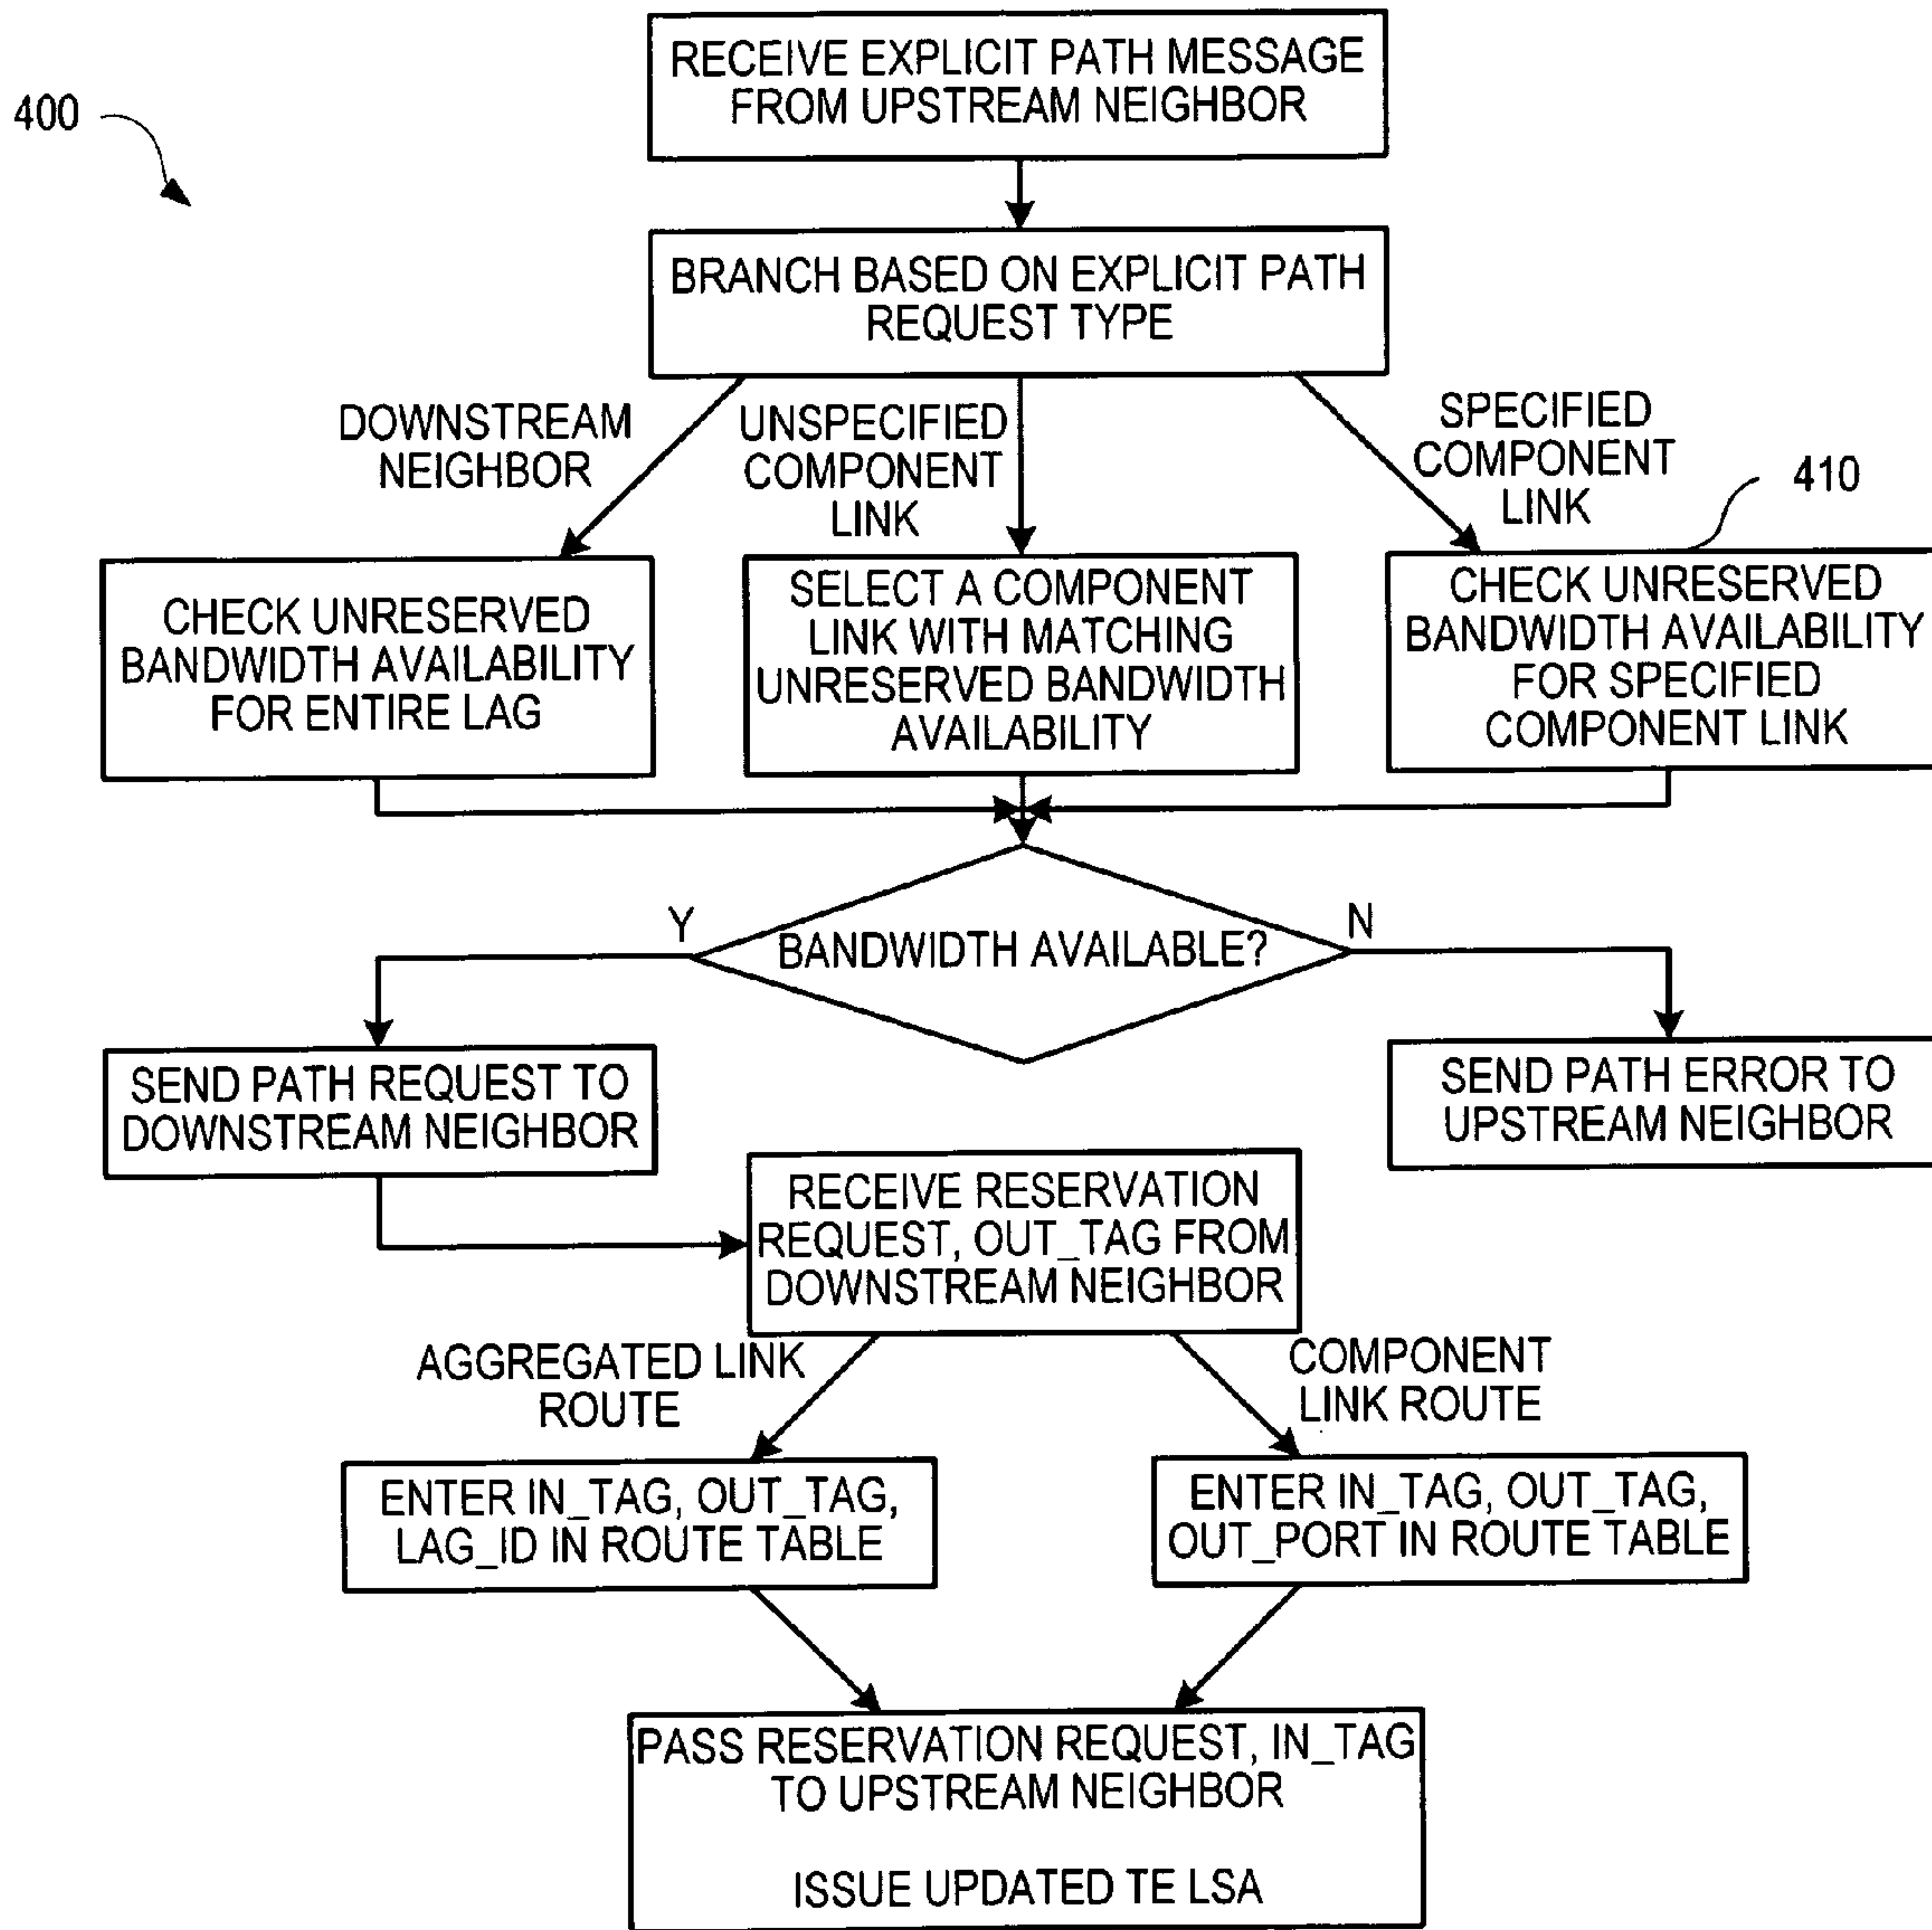 RECEIVE EXPLICIT PATH MESSAGE
FROM UPSTREAM NEIGHBOR
400
BRANCH BASED ON EXPLICIT PATH
REQUEST TYPE
DOWNSTREAM
NEIGHBOR
UNSPECIFIED
COMPONENT
LINK
SPECIFIED
COMPONENT
LINK
410
CHECK UNRESERVED
BANDWIDTH AVAILABILITY
FOR ENTIRE LAG
SELECT A COMPONENT
LINK WITH MATCHING
UNRESERVED BANDWIDTH
AVAILABILITY
CHECK UNRESERVED
BANDWIDTH AVAILABILITY
FOR SPECIFIED
COMPONENT LINK
Y
BANDWIDTH AVAILABLE?
N
SEND PATH REQUEST TO
DOWNSTREAM NEIGHBOR
SEND PATH ERROR TO
UPSTREAM NEIGHBOR
RECEIVE RESERVATION
REQUEST, OUT_TAG FROM
DOWNSTREAM NEIGHBOR
AGGREGATED LINK
ROUTE
COMPONENT
LINK ROUTE
ENTER IN_TAG, OUT_TAG,
LAG_ID IN ROUTE TABLE
ENTER IN_TAG, OUT_TAG,
OUT_PORT IN ROUTE TABLE
PASS RESERVATION REQUEST, IN_TAG
TO UPSTREAM NEIGHBOR
ISSUE UPDATED TE LSA